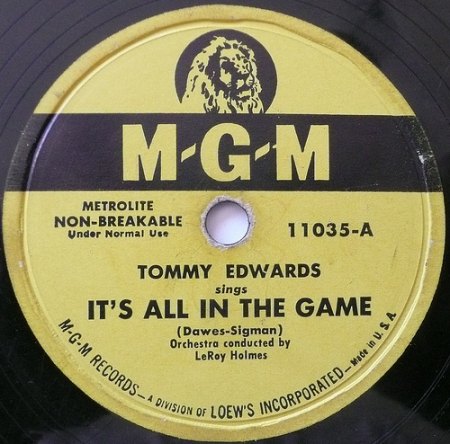 M-G-M
METROLITE
NON-BREAKABLE
Under Normal Use
11035-A
TOMMY EDWARDS
sings
IT'S ALL IN THE GAME
(Dawes-Sigman)
Orchestra conducted by
LeRoy Holmes
M-G-M RECORDS—A DIVISION OF LOEW'S INCORPORATED—Made in U.S.A.